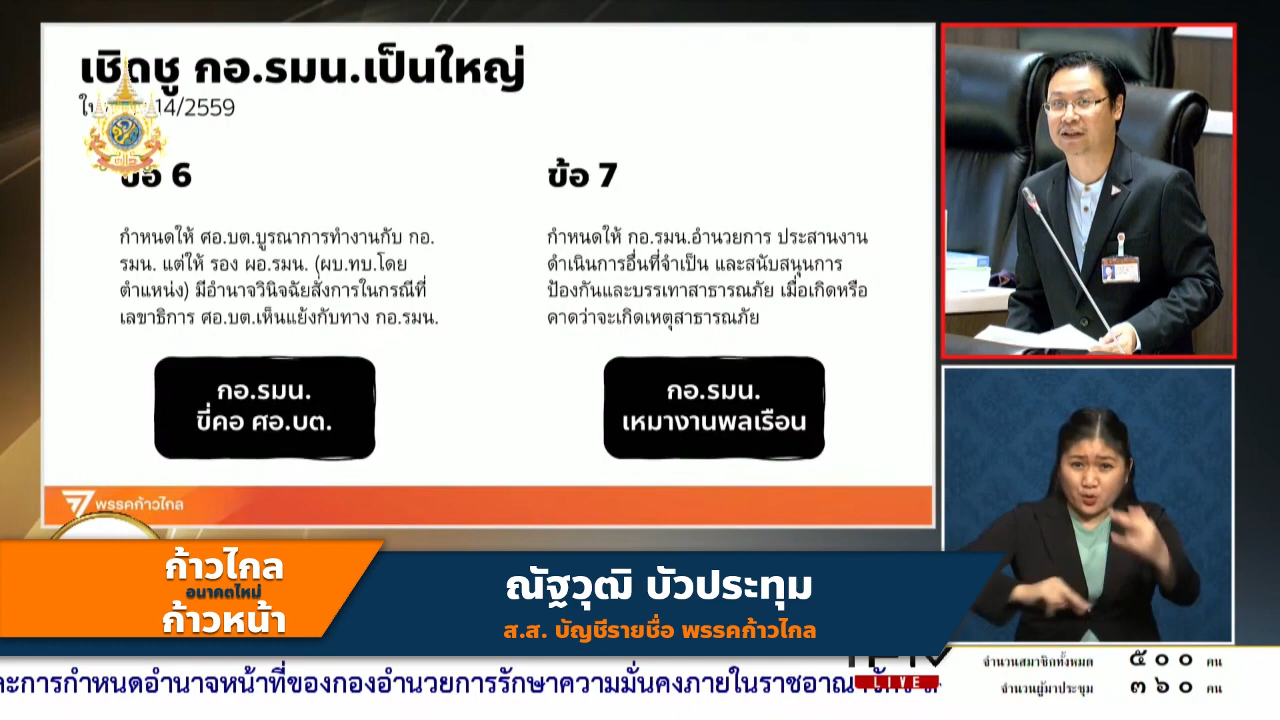 เชิดชู กอ.รมน.เป็นใหญ่
14/2559
ข้อ 6
กำหนดให้ ศอ.บต.บูรณาการทำงานกับ กอ.
รมน. แต่ให้ รอง ผอ.รมน. (ผบ.ทบ.โดย
ตำแหน่ง) มีอำนาจวินิจฉัยสั่งการในกรณีที่
เลขาธิการ ศอ.บต.เห็นแย้งกับทาง กอ.รมน.
กอ.รมน.
ขี่คอ ศอ.บต.
ข้อ 7
กำหนดให้ กอ.รมน.อำนวยการ ประสานงาน
ดำเนินการอื่นที่จำเป็น และสนับสนุนการ
ป้องกันและบรรเทาสาธารณภัย เมื่อเกิดหรือ
คาดว่าจะเกิดเหตุสาธารณภัย
กอ.รมน.
เหมางานพลเรือน
พรรคก้าวไกล
ก้าวไกล
อนาคตใหม่
ก้าวหน้า
ณัฐวุฒิ บัวประทุม
ส.ส. บัญชีรายชื่อ พรรคก้าวไกล
ละการกำหนดอำนาจหน้าที่ของกองอำนวยการรักษาความมั่นคงภายในราชอาณ
LIVE
จำนวนสมาชิกทั้งหมด ๕๐๐ คน
จำนวนผู้มาประชุม ๓๖๐ คน